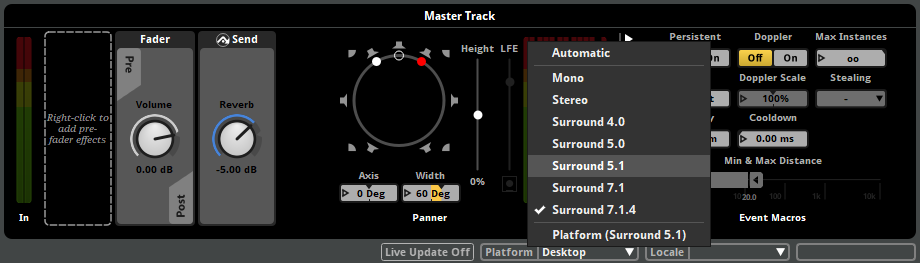 Master Track
Fader
Send
Pre
Post
Right-click to
add pre-
fader effects
Volume
0.00 dB
Reverb
-5.00 dB
In
Height
LFE
0%
Axis
0 Deg
Width
60 Deg
Panner
Automatic
Mono
Stereo
Surround 4.0
Surround 5.0
Surround 5.1
Surround 7.1
Surround 7.1.4
Platform (Surround 5.1)
Persistent
On
Doppler
Off On
Max Instances
oo
Doppler Scale
100%
Stealing
-
Cooldown
0.00 ms
Min & Max Distance
20.0
100
1k
10k
Event Macros
Live Update Off
Platform
Desktop
Locale